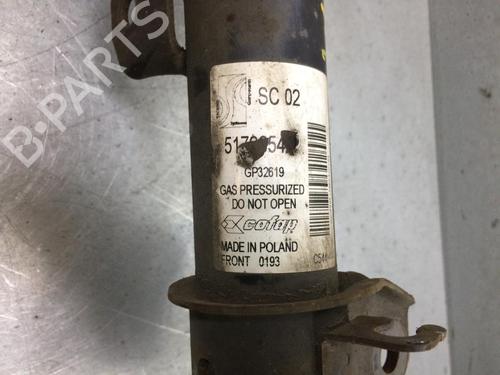 B-PARTS
SC 02
GP32619
GAS PRESSURIZED
DO NOT OPEN
cofap
MADE IN POLAND
FRONT 0193